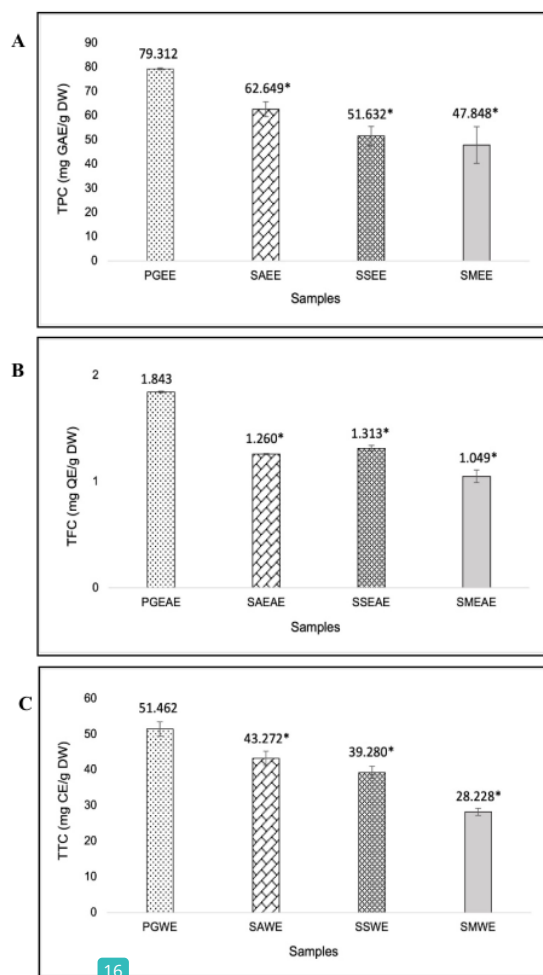 A
TPC (mg GAE/g DW)
90
80
70
60
50
40
30
20
10
0
79.312
62.649*
51.632*
47.848*
PGEE SAEE SSEE SMEE
Samples
B
TFC (mg QE/g DW)
2
1
0
1.843
1.260*
1.313*
1.049*
PGEAE SAEAE SSEAE SMEAE
Samples
C
TTC (mg CE/g DW)
60
50
40
30
20
10
0
51.462
43.272*
39.280*
28.228*
PGWE SAWE SSWE SMWE
Samples
16